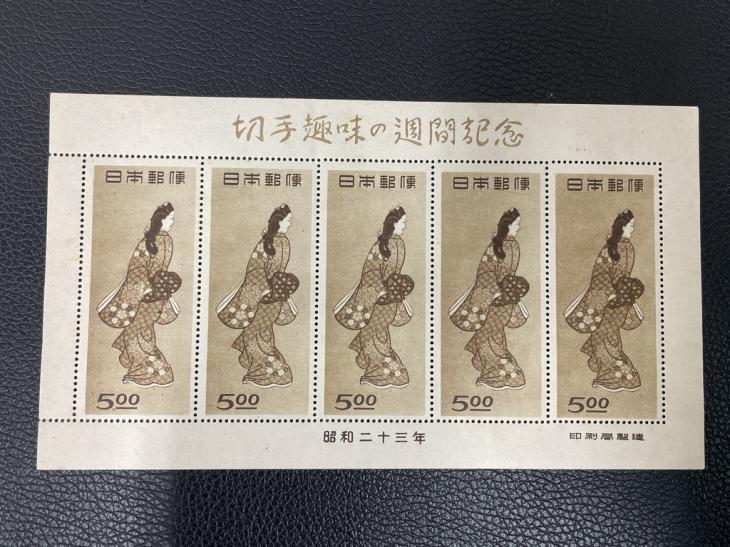 切手趣味の週間記念
日本郵便 日本郵便 日本郵便 日本郵便 日本郵便
5.00 5.00 5.00 5.00 5.00
昭和二十三年 印刷局製造